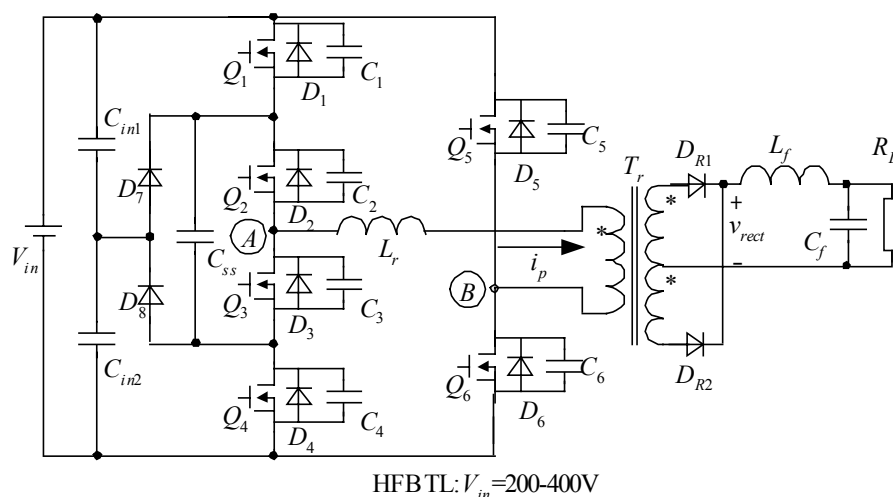 Q1
D1
C1
Cin1
D7
Q2
D2
C2
Q5
D5
C5
Tr
DR1
Lf
RL
A
Lr
+
vrect
-
Cf
*
*
*
Vin
Css
ip
B
D8
Q3
D3
C3
Cin2
Q4
D4
C4
Q6
D6
C6
DR2
HFBTL: Vin=200-400V